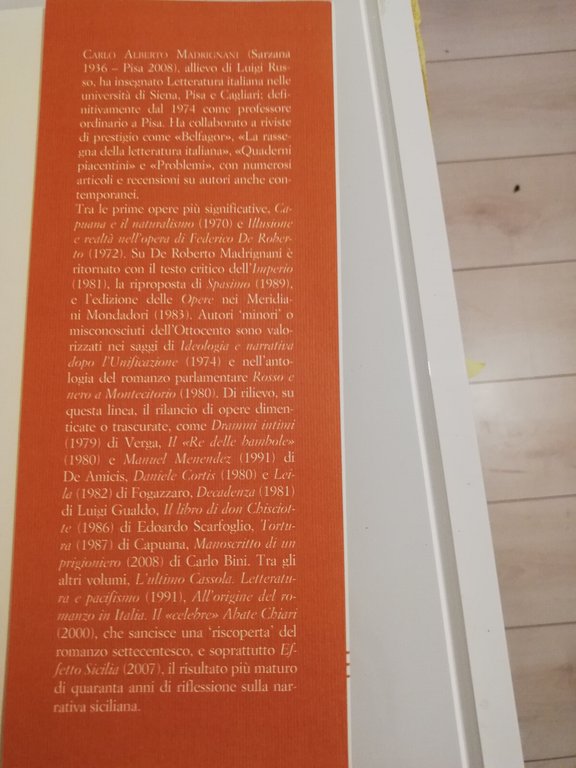 Carlo Alberto Madrignani (Sarzana
1936 – Pisa 2008), allievo di Luigi Rus-
so, ha insegnato Letteratura italiana nelle
università di Siena, Pisa e Cagliari; defi-
nitivamente dal 1974 come professore
ordinario a Pisa. Ha collaborato a riviste
di prestigio come «Belfagor», «La rasse-
gna della letteratura italiana», «Quaderni
piacentini» e «Problemi», con numerosi
articoli e recensioni su autori anche con-
temporanei.
Tra le prime opere più significative, Ca-
puana e il naturalismo (1970) e Illusione
e realtà nell'opera di Federico De Rober-
to (1972). Su De Roberto Madrignani è
ritornato con il testo critico dell'Imperio
(1981), la riproposta di Spasimo (1989),
e l'edizione delle Opere nei Meridia-
ni Mondadori (1983). Autori 'minori' o
misconosciuti dell'Ottocento sono valo-
rizzati nei saggi di Ideologia e narrativa
dopo l'Unificazione (1974) e nell'anto-
logia del romanzo parlamentare Rosso e
nero a Montecitorio (1980). Di rilievo, su
questa linea, il rilancio di opere dimen-
ticate o trascurate, come Drammi intimi
(1979) di Verga, Il «Re delle bambole»
(1980) e Manuel Menendez (1991) di
De Amicis, Daniele Cortis (1980) e Lei-
la (1982) di Fogazzaro, Decadenza (1981)
di Luigi Gualdo, Il libro di don Chisciot-
te (1986) di Edoardo Scarfoglio, Tortu-
ra (1987) di Capuana, Manoscritto di un
prigioniero (2008) di Carlo Bini. Tra gli
altri volumi, L'ultimo Cassola. Letteratu-
ra e pacifismo (1991), All'origine del ro-
manzo in Italia. Il «celebre» Abate Chiari
(2000), che sancisce una 'riscoperta' del
romanzo settecentesco, e soprattutto Ef-
fetto Sicilia (2007), il risultato più maturo
di quaranta anni di riflessione sulla nar-
rativa siciliana.